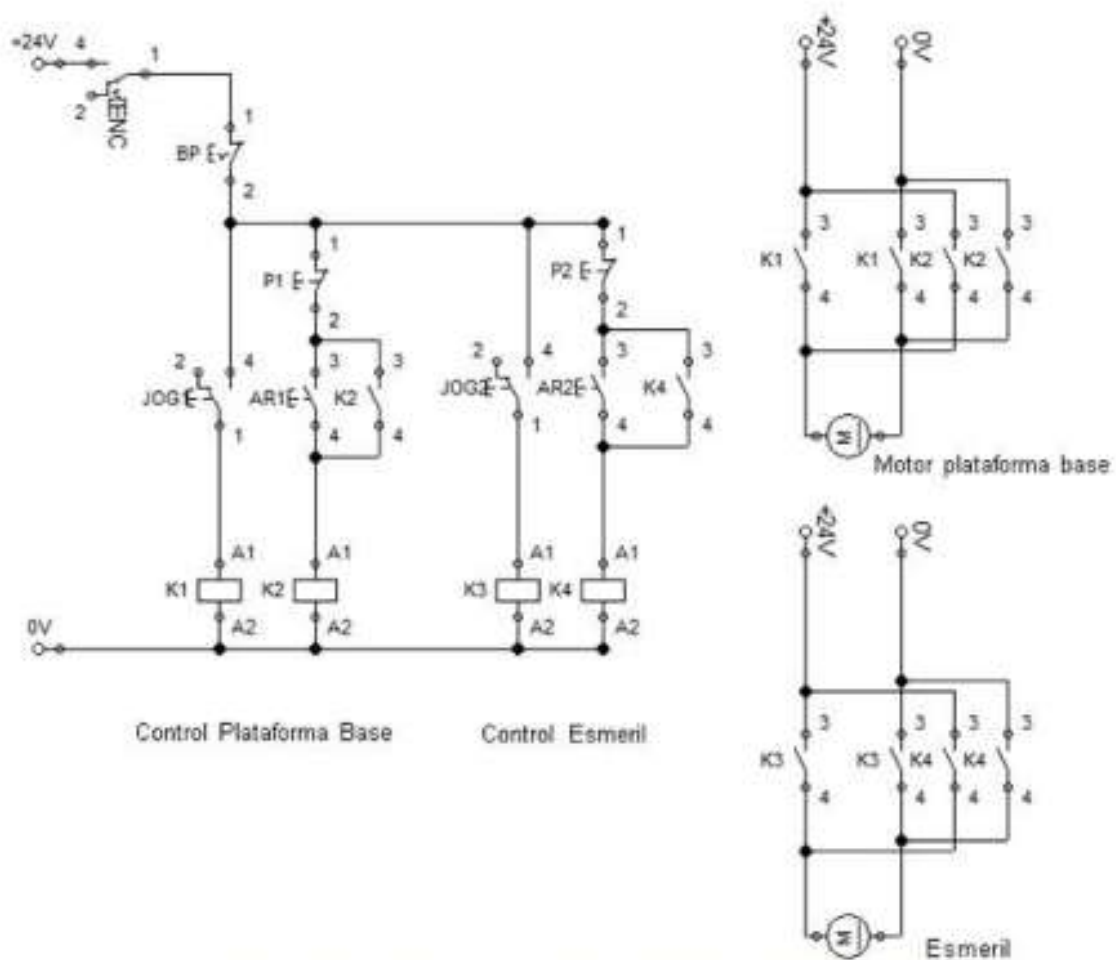 +24V 4 1
2 ENC
1
BP
2
1 1
P1 P2
2 2
2 4 3 3 2 4 3 3
JOG1 AR1 K2 JOG2 AR2 K4
1 4 4 1 4 4
A1 A1 A1 A1
K1 K2 K3 K4
A2 A2 A2 A2
0V
Control Plataforma Base Control Esmeril
+24V 0V
3 3 3 3
K1 K1 K2 K2
4 4 4 4
M
Motor plataforma base
+24V 0V
3 3 3 3
K3 K3 K4 K4
4 4 4 4
M
Esmeril